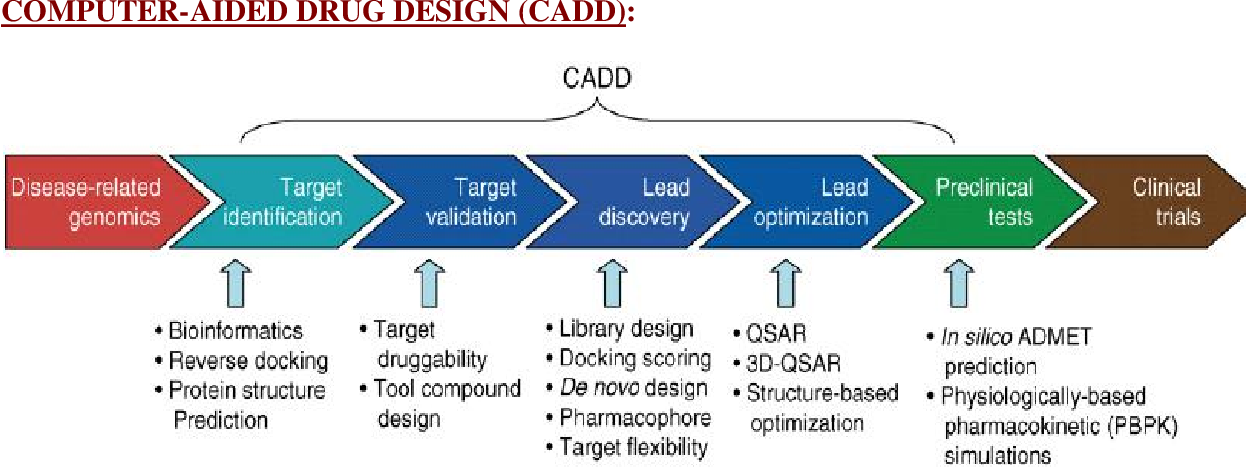 COMPUTER-AIDED DRUG DESIGN (CADD):
CADD
Disease-related
genomics
Target
identification
Target
validation
Lead
discovery
Lead
optimization
Preclinical
tests
Clinical
trials
• Bioinformatics
• Reverse docking
• Protein structure
Prediction
• Target
druggability
• Tool compound
design
• Library design
• Docking scoring
• De novo design
• Pharmacophore
• Target flexibility
• QSAR
• 3D-QSAR
• Structure-based
optimization
• In silico ADMET
prediction
• Physiologically-based
pharmacokinetic (PBPK)
simulations